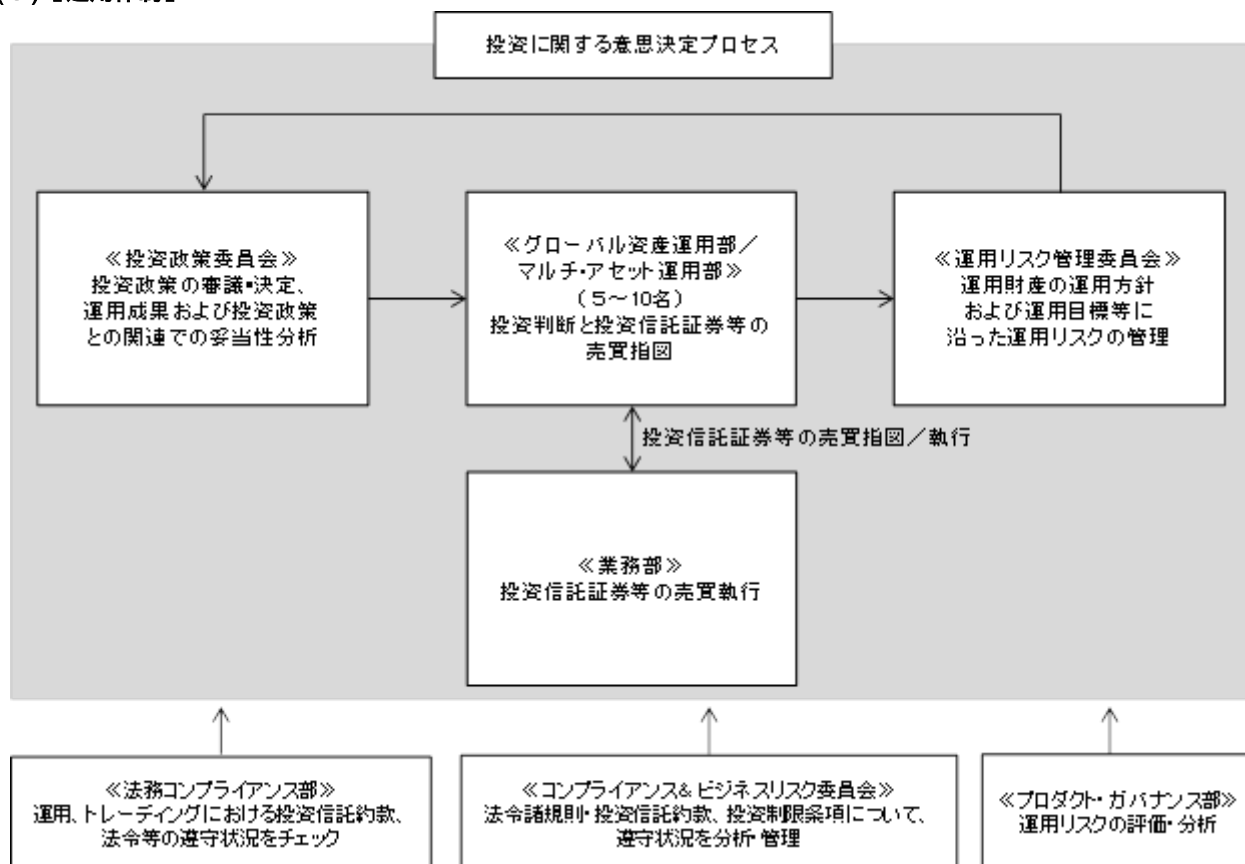 投資に関する意思決定プロセス
≪投資政策委員会≫
投資政策の審議・決定、
運用成果および投資政策
との関連での妥当性分析
≪グローバル資産運用部／
マルチ・アセット運用部≫
（５～１０名）
投資判断と投資信託証券等の
売買指図
≪運用リスク管理委員会≫
運用財産の運用方針
および運用目標等に
沿った運用リスクの管理
投資信託証券等の売買指図／執行
≪業務部≫
投資信託証券等の売買執行
≪法務コンプライアンス部≫
運用、トレーディングにおける投資信託約款、
法令等の遵守状況をチェック
≪コンプライアンス＆ビジネスリスク委員会≫
法令諸規則・投資信託約款、投資制限条項について、
遵守状況を分析・管理
≪プロダクト・ガバナンス部≫
運用リスクの評価・分析